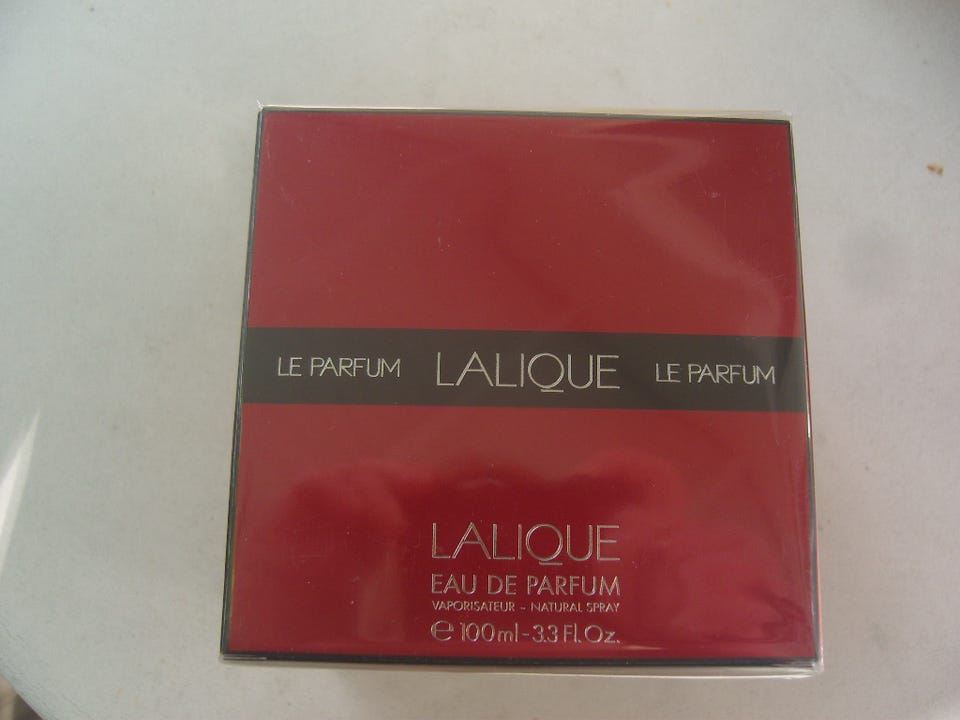 LE PARFUM LALIQUE LE PARFUM
LALIQUE
EAU DE PARFUM
VAPORISATEUR - NATURAL SPRAY
℮ 100ml - 3.3 Fl. Oz.